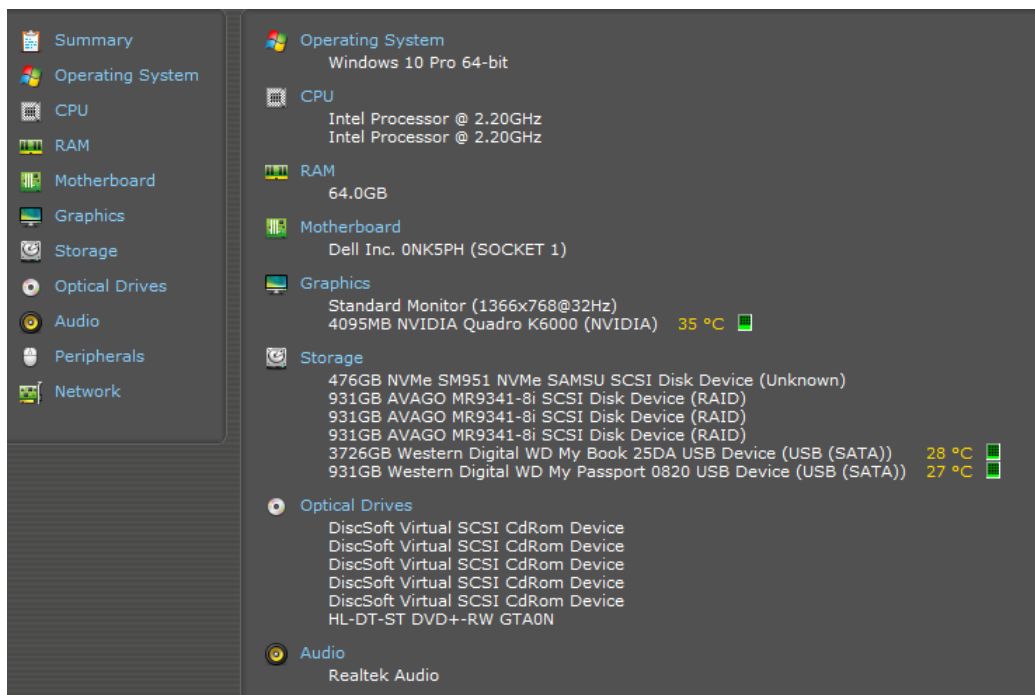 Summary
Operating System
CPU
RAM
Motherboard
Graphics
Storage
Optical Drives
Audio
Peripherals
Network
Operating System
Windows 10 Pro 64-bit
CPU
Intel Processor @ 2.20GHz
Intel Processor @ 2.20GHz
RAM
64.0GB
Motherboard
Dell Inc. 0NK5PH (SOCKET 1)
Graphics
Standard Monitor (1366x768@32Hz)
4095MB NVIDIA Quadro K6000 (NVIDIA) 35 °C
Storage
476GB NVMe SM951 NVMe SAMSU SCSI Disk Device (Unknown)
931GB AVAGO MR9341-8i SCSI Disk Device (RAID)
931GB AVAGO MR9341-8i SCSI Disk Device (RAID)
931GB AVAGO MR9341-8i SCSI Disk Device (RAID)
3726GB Western Digital WD My Book 25DA USB Device (USB (SATA)) 28 °C
931GB Western Digital WD My Passport 0820 USB Device (USB (SATA)) 27 °C
Optical Drives
DiscSoft Virtual SCSI CdRom Device
DiscSoft Virtual SCSI CdRom Device
DiscSoft Virtual SCSI CdRom Device
DiscSoft Virtual SCSI CdRom Device
DiscSoft Virtual SCSI CdRom Device
HL-DT-ST DVD+-RW GTA0N
Audio
Realtek Audio